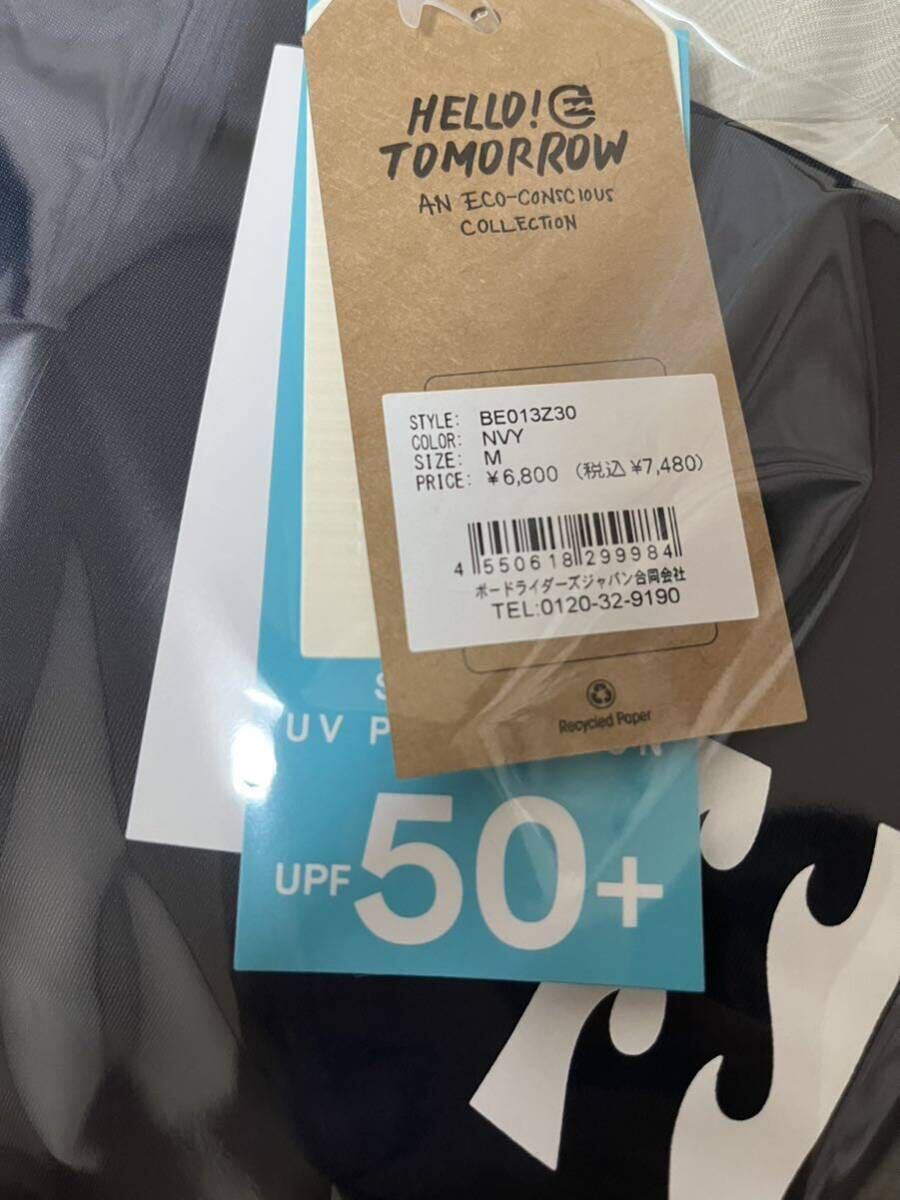 HELLO!
TOMORROW
AN ECO-CONSCIOUS
COLLECTION
STYLE: BE013Z30
COLOR: NVY
SIZE: M
PRICE: ¥6,800 (税込¥7,480)
4 550618 299984
ボードライダーズジャパン合同会社
TEL:0120-32-9190
Recycled Paper
S
UV P ON
UPF 50+